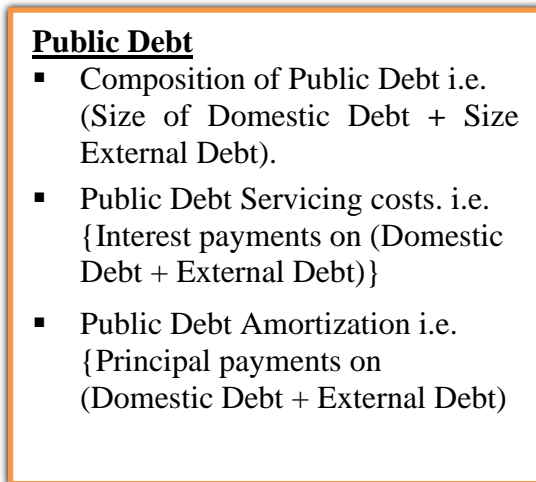 Public Debt
▪ Composition of Public Debt i.e.
(Size of Domestic Debt + Size
External Debt).
▪ Public Debt Servicing costs. i.e.
{Interest payments on (Domestic
Debt + External Debt)}
▪ Public Debt Amortization i.e.
{Principal payments on
(Domestic Debt + External Debt)